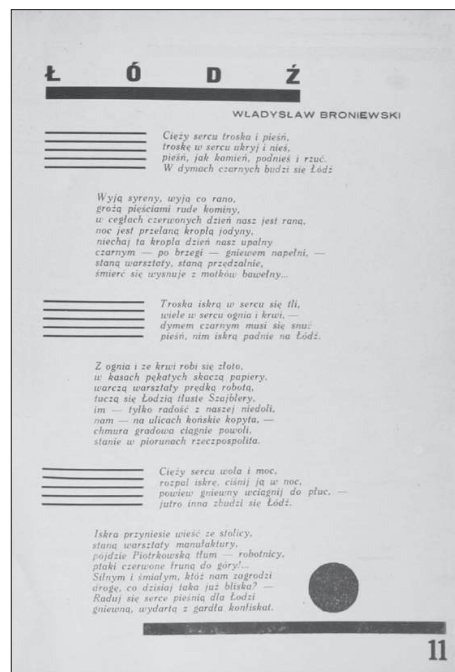 ŁÓDŹ
WŁADYSŁAW BRONIEWSKI
Cięży sercu troska i pieśń,
troskę w sercu ukryj i nieś,
pieśń, jak kamień, podnieś i rzuć.
W dymach czarnych budzi się Łódź
Wyją syreny, wyją co rano,
grożą pięściami rude kominy,
w cegłach czerwonych dzień nasz jest raną,
noc jest przelaną kroplą jodyny,
niechaj ta kropla dzień nasz upalny
czarnym — po brzegi — gniewem napełni, —
staną warsztaty, staną przędzalnie,
śmierć się wysnuje z motków bawełny...
Troska iskrą w sercu się tli,
wiele w sercu ognia i krwi, —
dymem czarnym musi się snuć
pieśń, nim iskrą padnie na Łódź.
Z ognia i ze krwi robi się złoto,
w kasach pękatych skaczą papiery,
warczą warsztaty prędką robotą,
tuczą się Łodzią tłuste Szajblery,
im — tylko radość z naszej niedoli,
nam — na ulicach końskie kopyta, —
chmura gradowa ciągnie powoli,
stanie w piorunach rzeczpospolita.
Cięży sercu wola i moc,
rozpal iskrę, ciśnij ją w noc,
powiew gniewny wciągnij do płuc, —
jutro inna zbudzi się Łódź.
Iskra przyniesie wieść ze stolicy,
staną warsztaty manufaktury,
pójdzie Piotrkowską tłum — robotnicy,
ptaki czerwone fruną do góry!...
Silnym i śmiałym, któż nam zagrodzi
drogę, co dzisiaj taka już bliska? —
Raduj się serce pieśnią dla Łodzi
gniewną, wydartą z gardła konfiskat.
11